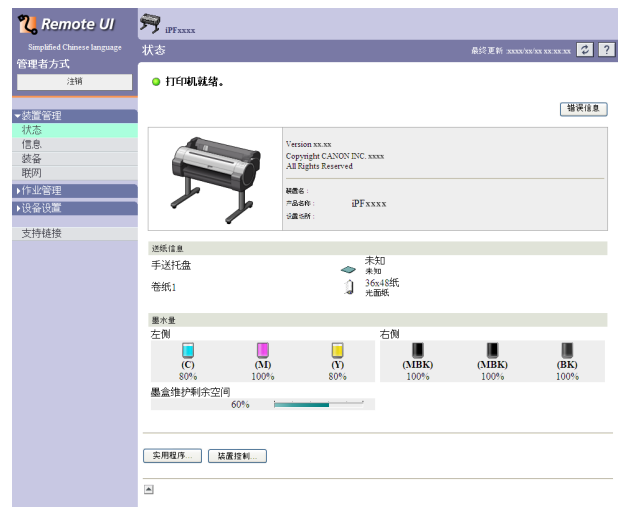 Remote UI
iPFxxxx
Simplified Chinese language
管理者方式
注销
状态
最终更新 :xxxx/xx/xx xx:xx:xx
?
打印机就绪。
错误信息
装置管理
状态
信息
装备
联网
作业管理
设备设置
支持链接
Version xx.xx
Copyright CANON INC. xxxx
All Rights Reserved
装置名 :
产品名称 : iPFxxxx
设置场所 :
送纸信息
手送托盘 未知
未知
卷纸1 36x48纸
光面纸
墨水量
左侧 右侧
(C) (M) (Y) (MBK) (MBK) (BK)
80% 100% 80% 100% 100% 100%
墨盒维护剩余空间
60%
实用程序... 装置控制...